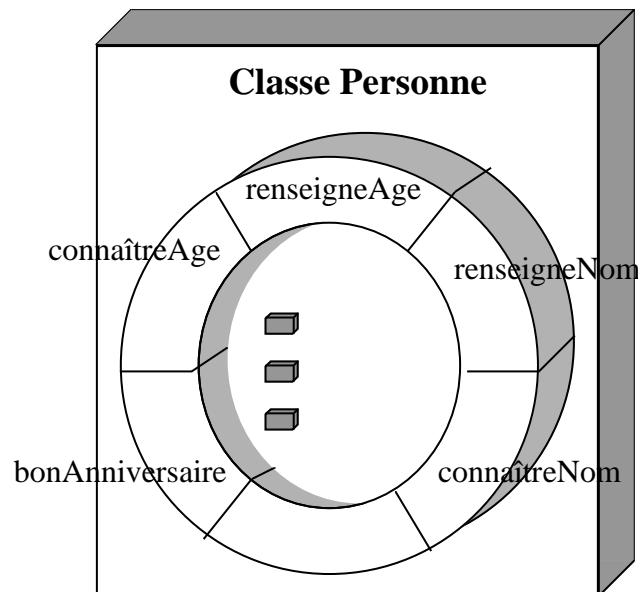 Classe Personne
renseigneAge
connaîtreAge
renseigneNom
bonAnniversaire
connaîtreNom